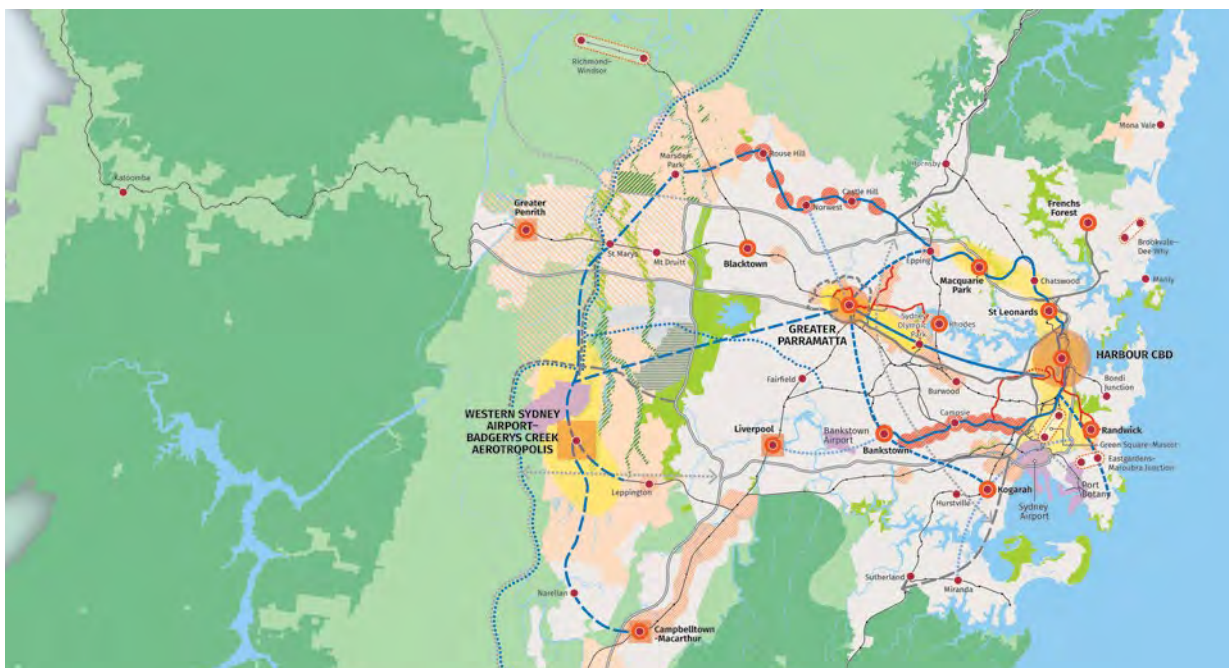 Richmond–
Windsor
Mona Vale
Katoomba
Marsden
Park
Rouse Hill
Hornsby
Norwest
Castle Hill
Greater
Penrith
Frenchs
Forest
St Marys
Mt Druitt
Blacktown
Epping
Brookvale–
Dee Why
Macquarie
Park
Chatswood
Manly
St Leonards
GREATER
PARRAMATTA
Sydney
Olympic
Park
Rhodes
HARBOUR CBD
Fairfield
Burwood
Bondi
Junction
WESTERN SYDNEY
AIRPORT–
BADGERYS CREEK
AEROTROPOLIS
Liverpool
Bankstown
Airport
Campsie
Bankstown
Randwick
Green Square-Mascot
Eastgardens-
Maroubra Junction
Leppington
Kogarah
Port
Botany
Hurstville
Sydney
Airport
Narellan
Sutherland
Miranda
Campbelltown
-Macarthur